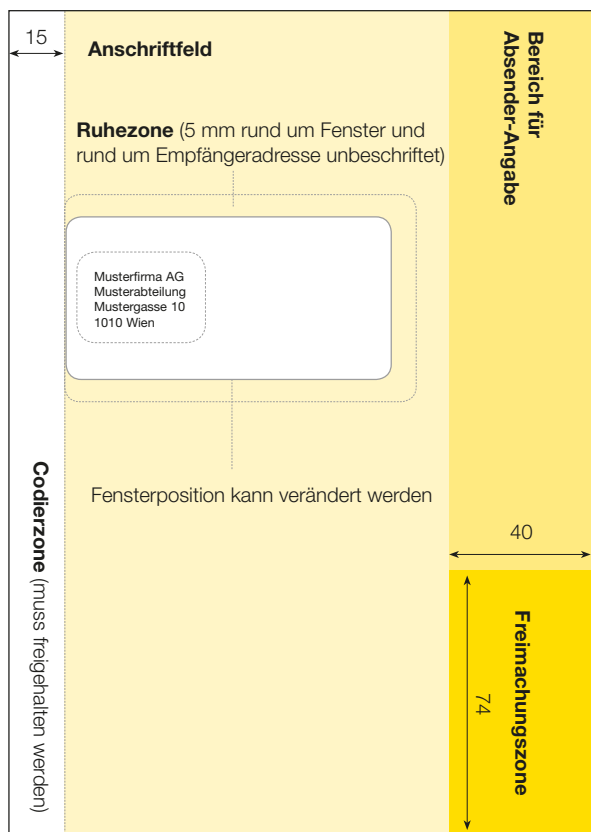 15
Anschriftfeld
Bereich für
Absender-Angabe
Ruhezone (5 mm rund um Fenster und
rund um Empfängeradresse unbeschriftet)
Musterfirma AG
Musterabteilung
Mustergasse 10
1010 Wien
Codierzone (muss freigehalten werden)
Fensterposition kann verändert werden
40
Freimachungszone
74